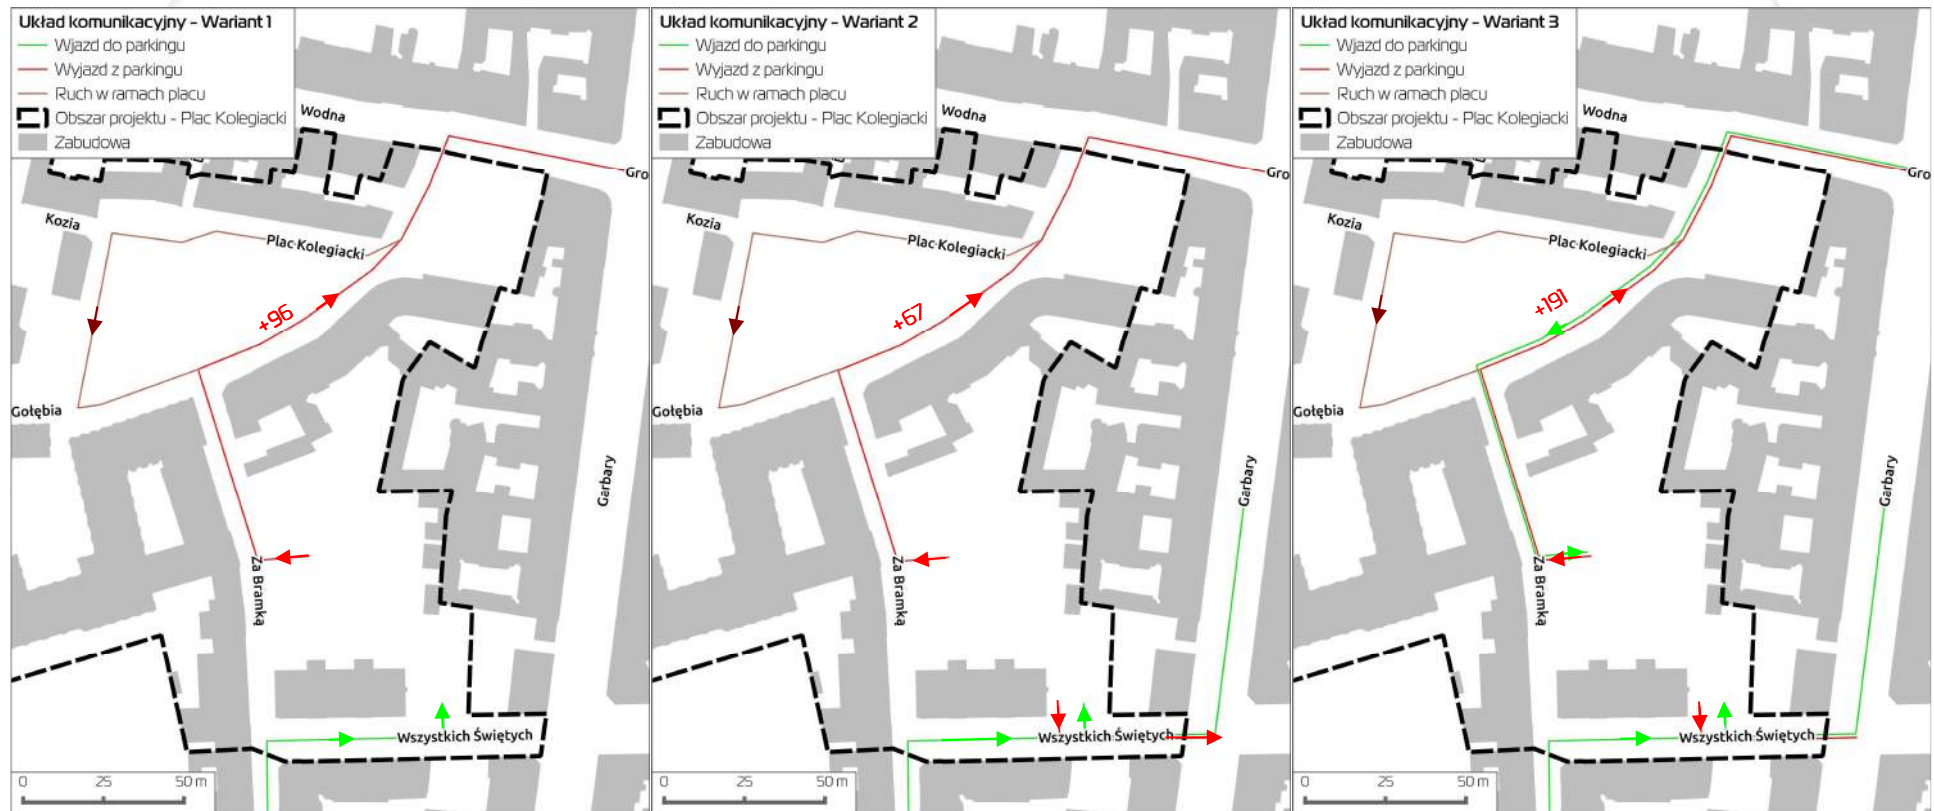 Układ komunikacyjny - Wariant 1
Wjazd do parkingu
Wyjazd z parkingu
Ruch w ramach placu
Obszar projektu - Plac Kolegiacki
Zabudowa
Wodna
Gro
Kozia
Plac Kolegiacki
+96
Gołębia
Garbary
Za Bramką
Wszystkich Świętych
0 25 50 m
Układ komunikacyjny - Wariant 2
Wjazd do parkingu
Wyjazd z parkingu
Ruch w ramach placu
Obszar projektu - Plac Kolegiacki
Zabudowa
Wodna
Gro
Kozia
Plac Kolegiacki
+67
Gołębia
Garbary
Za Bramką
Wszystkich Świętych
0 25 50 m
Układ komunikacyjny - Wariant 3
Wjazd do parkingu
Wyjazd z parkingu
Ruch w ramach placu
Obszar projektu - Plac Kolegiacki
Zabudowa
Wodna
Gro
Kozia
Plac Kolegiacki
+191
Gołębia
Garbary
Za Bramką
Wszystkich Świętych
0 25 50 m